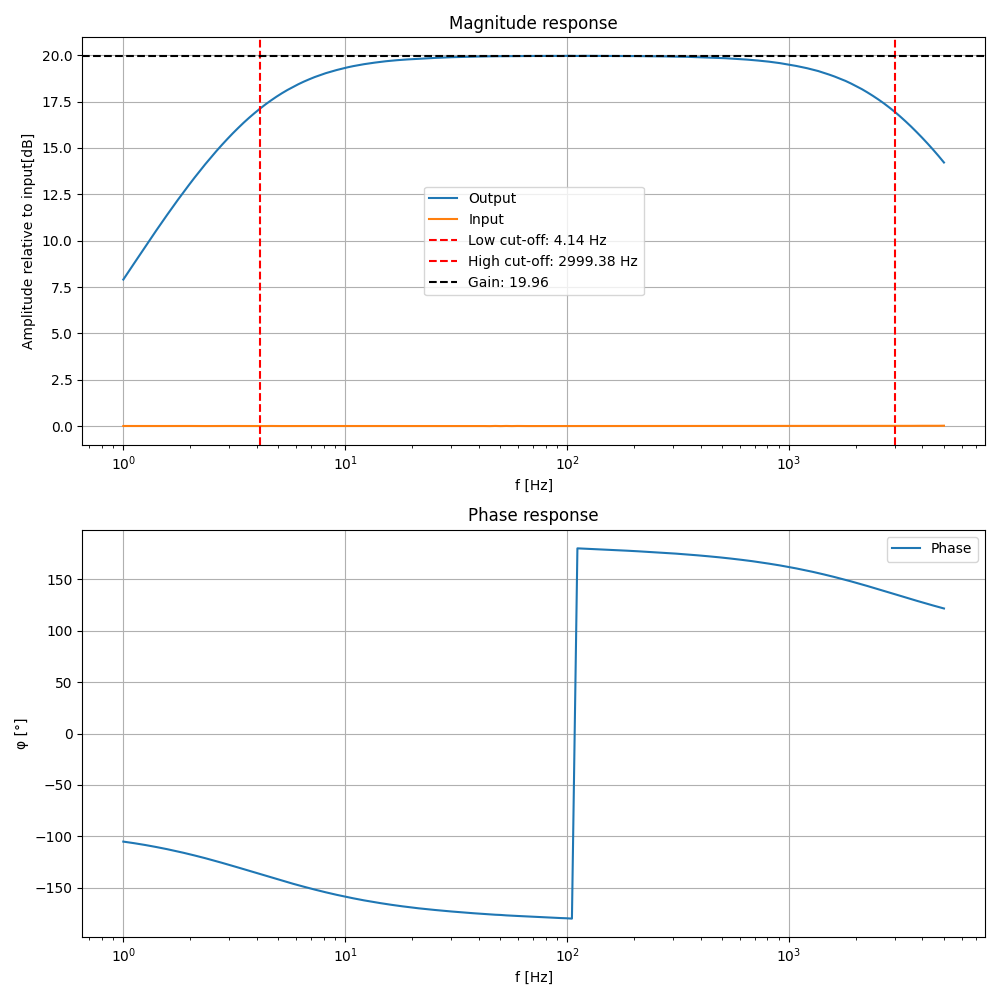 Magnitude response
Amplitude relative to input[dB]
20.0
17.5
15.0
12.5
10.0
7.5
5.0
2.5
0.0
Output
Input
Low cut-off: 4.14 Hz
High cut-off: 2999.38 Hz
Gain: 19.96
10⁰ 10¹ 10² 10³
f [Hz]
Phase response
φ [°]
150
100
50
0
−50
−100
−150
Phase
10⁰ 10¹ 10² 10³
f [Hz]